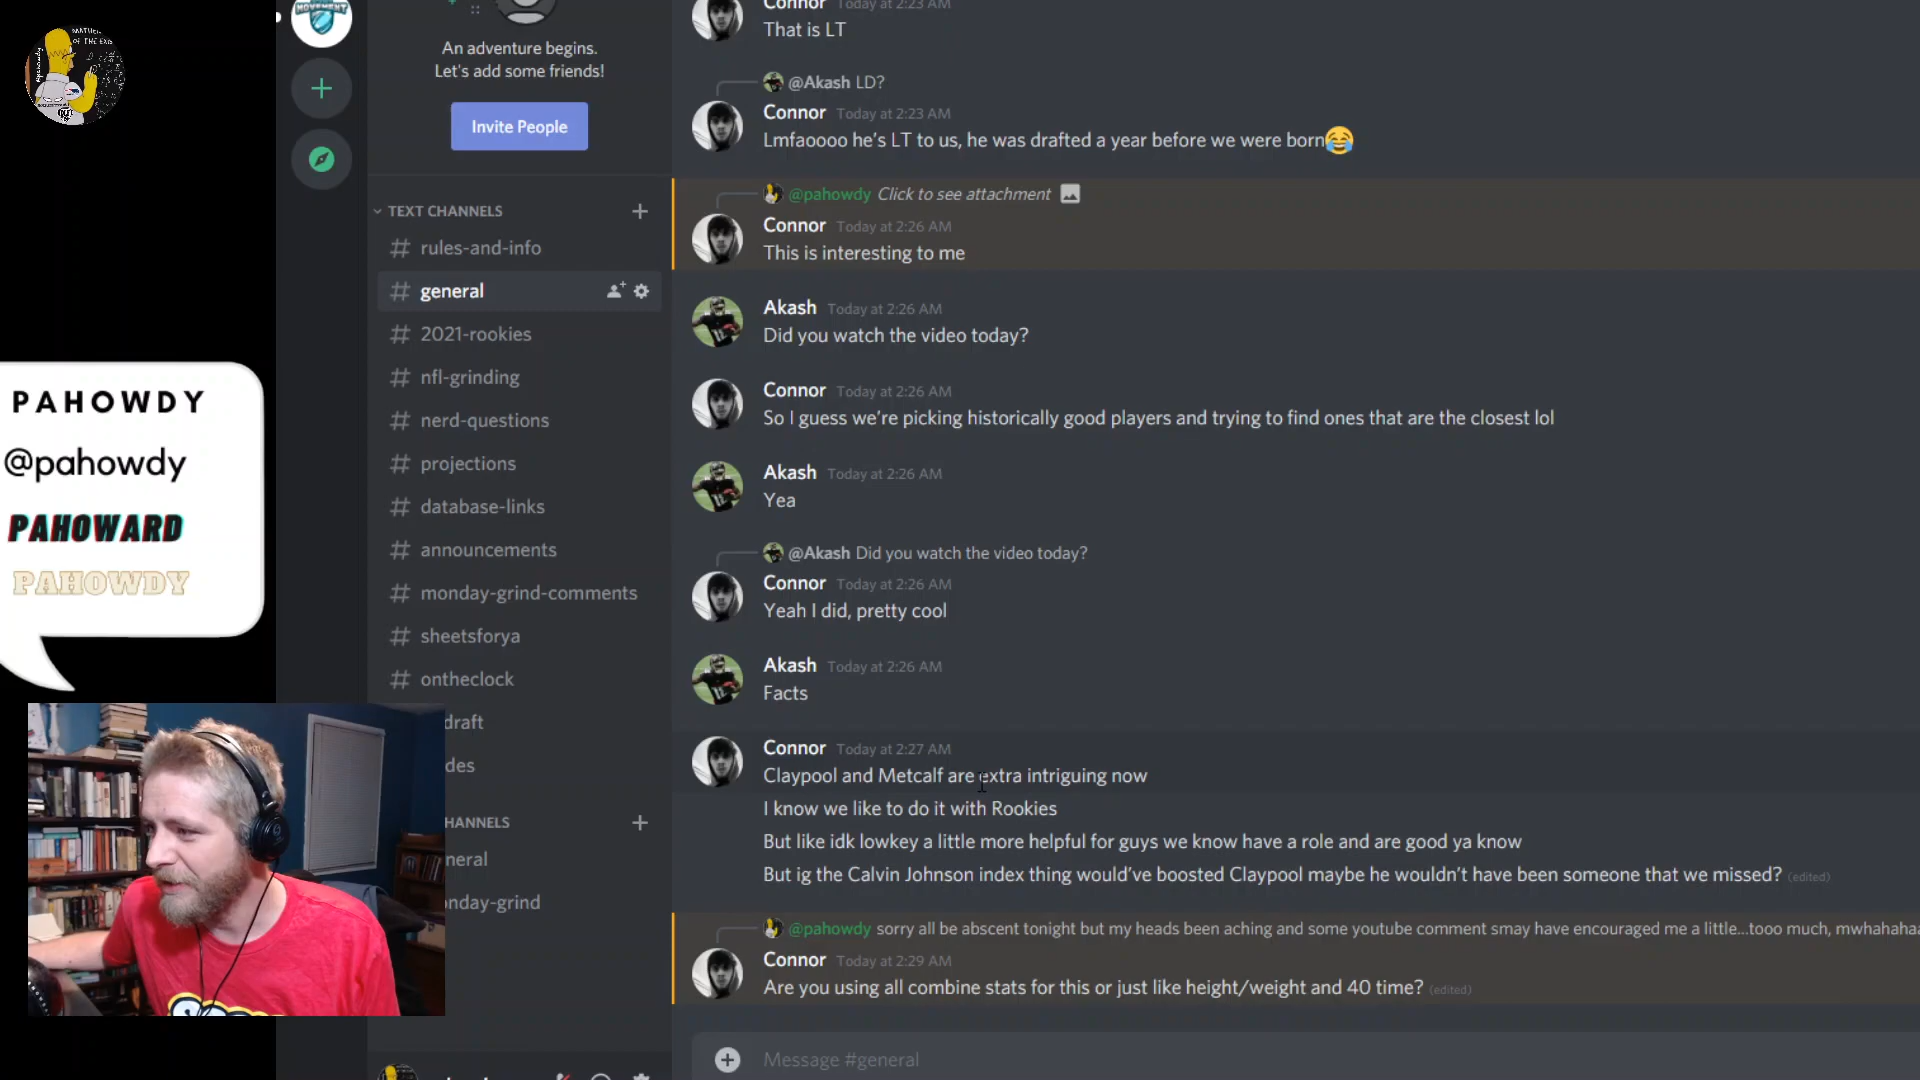 MOVEMENT
An adventure begins.
Let's add some friends!
Invite People
TEXT CHANNELS
# rules-and-info
# general
# 2021-rookies
# nfl-grinding
# nerd-questions
# projections
# database-links
# announcements
# monday-grind-comments
# sheetsforya
# ontheclock
draft
des
HANNELS
neral
nday-grind
PAHOWDY
@pahowdy
PAHOWARD
PAHOWDY
Connor Today at 2:23 AM
That is LT
@Akash LD?
Connor Today at 2:23 AM
Lmfaoooo he's LT to us, he was drafted a year before we were born😂
@pahowdy Click to see attachment
Connor Today at 2:26 AM
This is interesting to me
Akash Today at 2:26 AM
Did you watch the video today?
Connor Today at 2:26 AM
So I guess we're picking historically good players and trying to find ones that are the closest lol
Akash Today at 2:26 AM
Yea
@Akash Did you watch the video today?
Connor Today at 2:26 AM
Yeah I did, pretty cool
Akash Today at 2:26 AM
Facts
Connor Today at 2:27 AM
Claypool and Metcalf are extra intriguing now
I know we like to do it with Rookies
But like idk lowkey a little more helpful for guys we know have a role and are good ya know
But ig the Calvin Johnson index thing would've boosted Claypool maybe he wouldn't have been someone that we missed? (edited)
@pahowdy sorry all be abscent tonight but my heads been aching and some youtube comment smay have encouraged me a little...tooo much, mwhahahaa
Connor Today at 2:29 AM
Are you using all combine stats for this or just like height/weight and 40 time? (edited)
Message #general